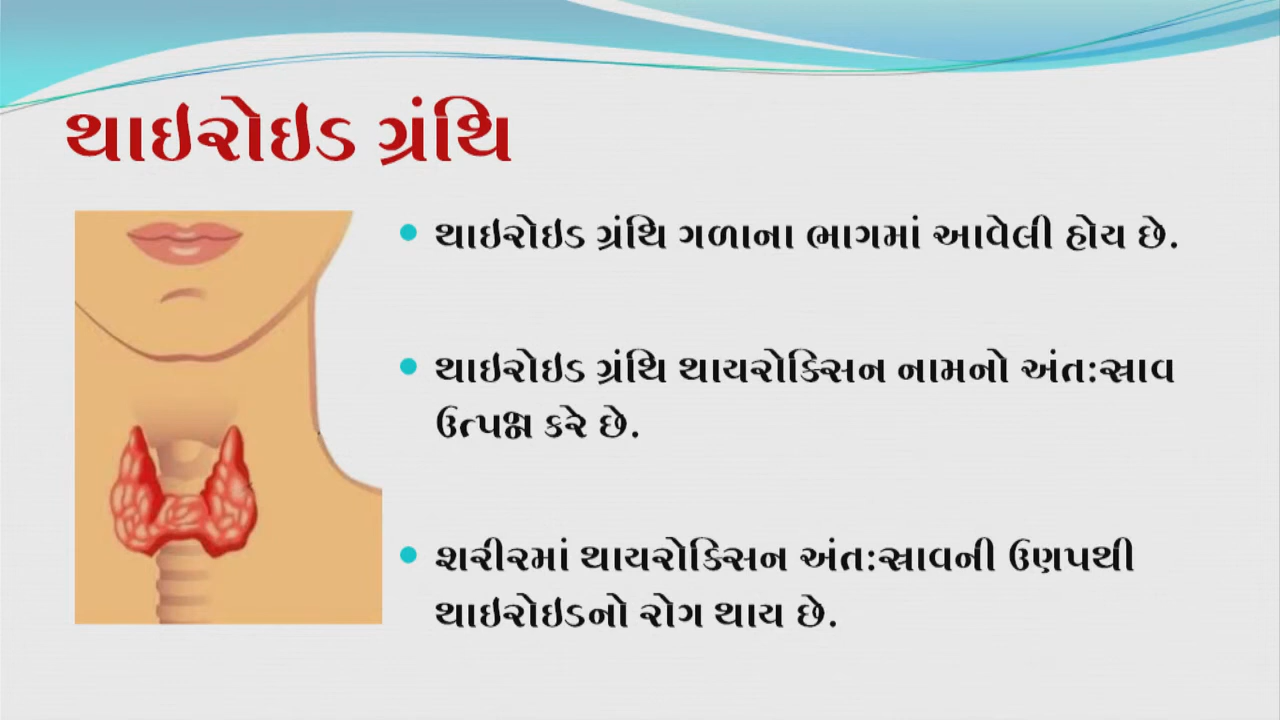 થાઇરોઇડ ગ્રંથિ
• થાઇરોઇડ ગ્રંથિ ગળાના ભાગમાં આવેલી હોય છે.
• થાઇરોઇડ ગ્રંથિ થાયરોક્સિન નામનો અંત:સ્રાવ
ઉત્પન્ન કરે છે.
• શરીરમાં થાયરોક્સિન અંત:સ્રાવની ઉણપથી
થાઇરોઇડનો રોગ થાય છે.